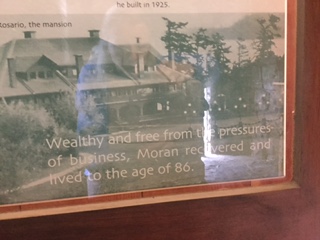 he built in 1925.
Rosario, the mansion
Wealthy and free from the pressures
of business, Moran recovered and
lived to the age of 86.